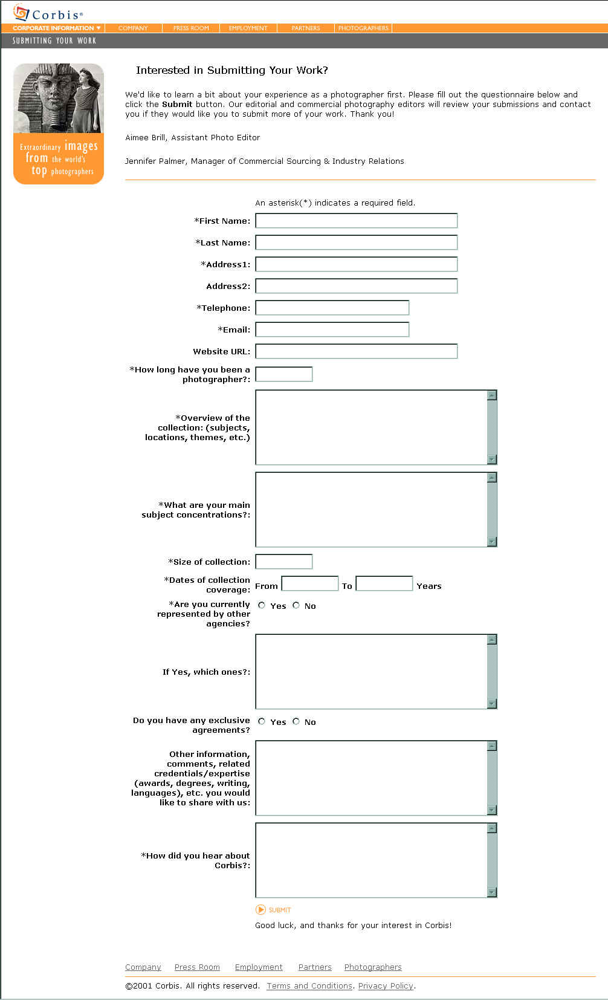 Corbis®
CORPORATE INFORMATION ▼ COMPANY PRESS ROOM EMPLOYMENT PARTNERS PHOTOGRAPHERS
SUBMITTING YOUR WORK
Extraordinary images
from the world's
top photographers
Interested in Submitting Your Work?
We'd like to learn a bit about your experience as a photographer first. Please fill out the questionnaire below and
click the Submit button. Our editorial and commercial photography editors will review your submissions and contact
you if they would like you to submit more of your work. Thank you!
Aimee Brill, Assistant Photo Editor
Jennifer Palmer, Manager of Commercial Sourcing & Industry Relations
An asterisk(*) indicates a required field.
*First Name:
*Last Name:
*Address1:
Address2:
*Telephone:
*Email:
Website URL:
*How long have you been a
photographer?:
*Overview of the
collection: (subjects,
locations, themes, etc.)
*What are your main
subject concentrations?:
*Size of collection:
*Dates of collection
coverage: From To Years
*Are you currently
represented by other
agencies?
Yes No
If Yes, which ones?:
Do you have any exclusive
agreements?
Yes No
Other information,
comments, related
credentials/expertise
(awards, degrees, writing,
languages), etc. you would
like to share with us:
*How did you hear about
Corbis?:
SUBMIT
Good luck, and thanks for your interest in Corbis!
Company Press Room Employment Partners Photographers
©2001 Corbis. All rights reserved. Terms and Conditions. Privacy Policy.